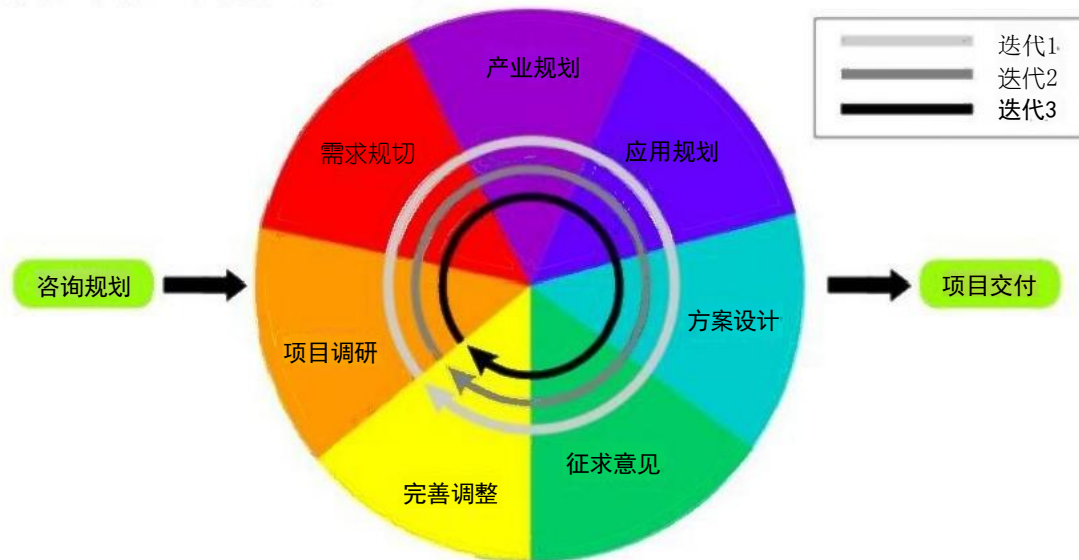 产业规划
迭代1
迭代2
迭代3
需求规切
应用规划
咨询规划
项目交付
方案设计
项目调研
征求意见
完善调整